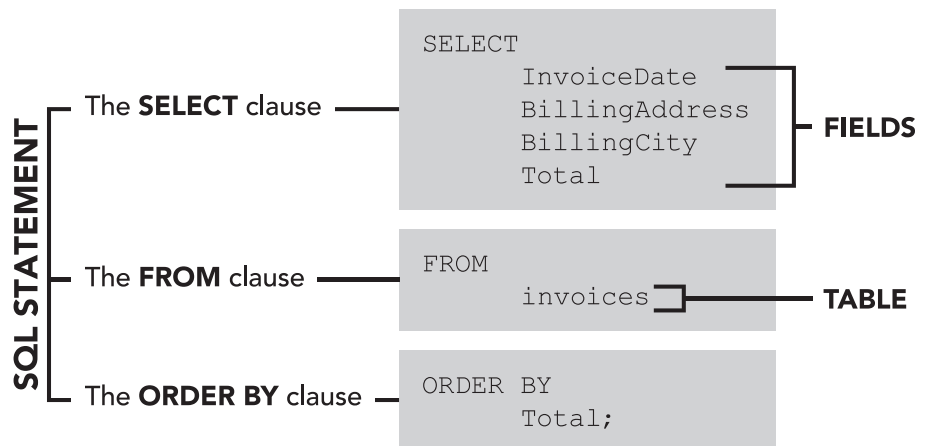 SQL STATEMENT
The SELECT clause
SELECT
InvoiceDate
BillingAddress
BillingCity
Total
FIELDS
The FROM clause
FROM
invoices
TABLE
The ORDER BY clause
ORDER BY
Total;